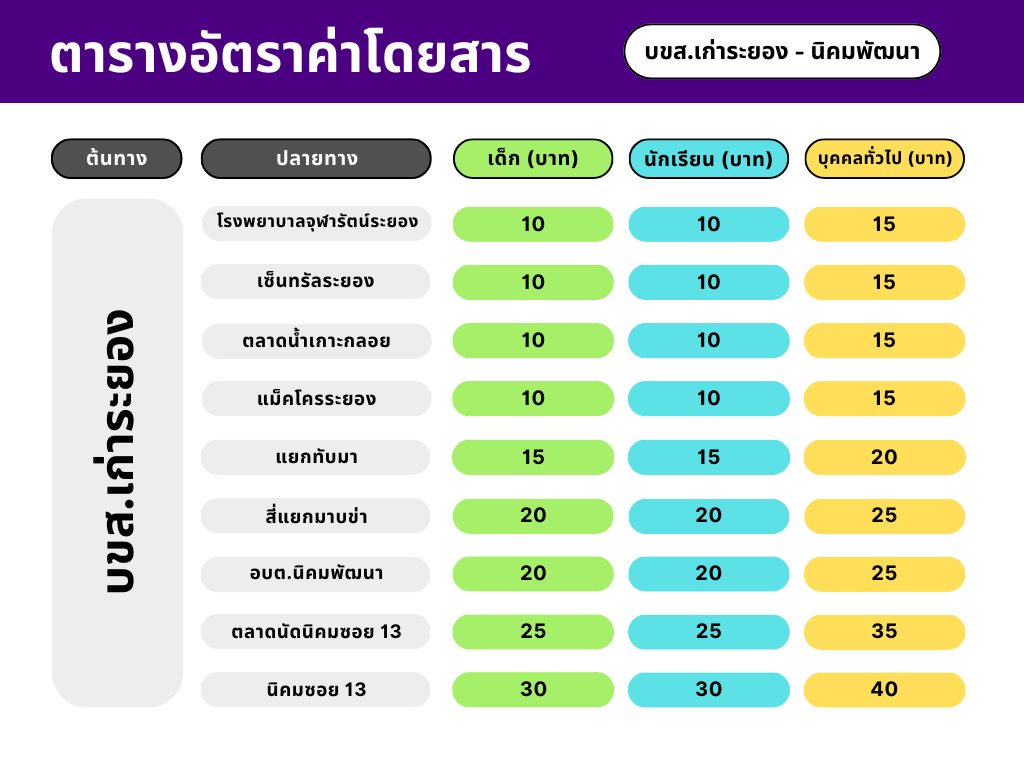 ตารางอัตราค่าโดยสาร
บขส.เก่าระยอง - นิคมพัฒนา
ต้นทาง ปลายทาง เด็ก (บาท) นักเรียน (บาท) บุคคลทั่วไป (บาท)
บขส.เก่าระยอง
โรงพยาบาลจุฬารัตน์ระยอง 10 10 15
เซ็นทรัลระยอง 10 10 15
ตลาดน้ำเกาะกลอย 10 10 15
แม็คโครระยอง 10 10 15
แยกทับมา 15 15 20
สี่แยกมาบข่า 20 20 25
อบต.นิคมพัฒนา 20 20 25
ตลาดนัดนิคมซอย 13 25 25 35
นิคมซอย 13 30 30 40